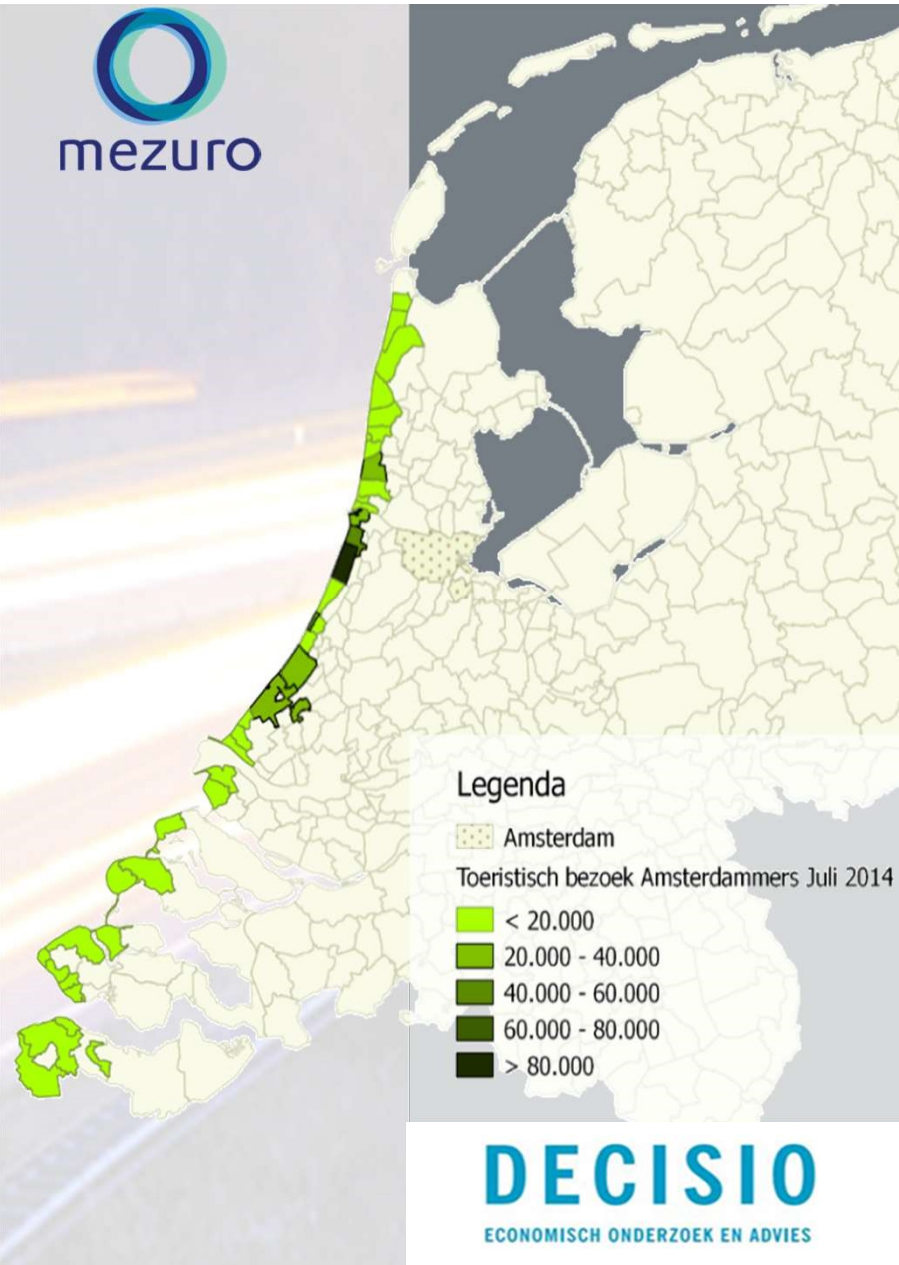 mezuro
Legenda
Amsterdam
Toeristisch bezoek Amsterdammers Juli 2014
< 20.000
20.000 - 40.000
40.000 - 60.000
60.000 - 80.000
> 80.000
DECISIO
ECONOMISCH ONDERZOEK EN ADVIES